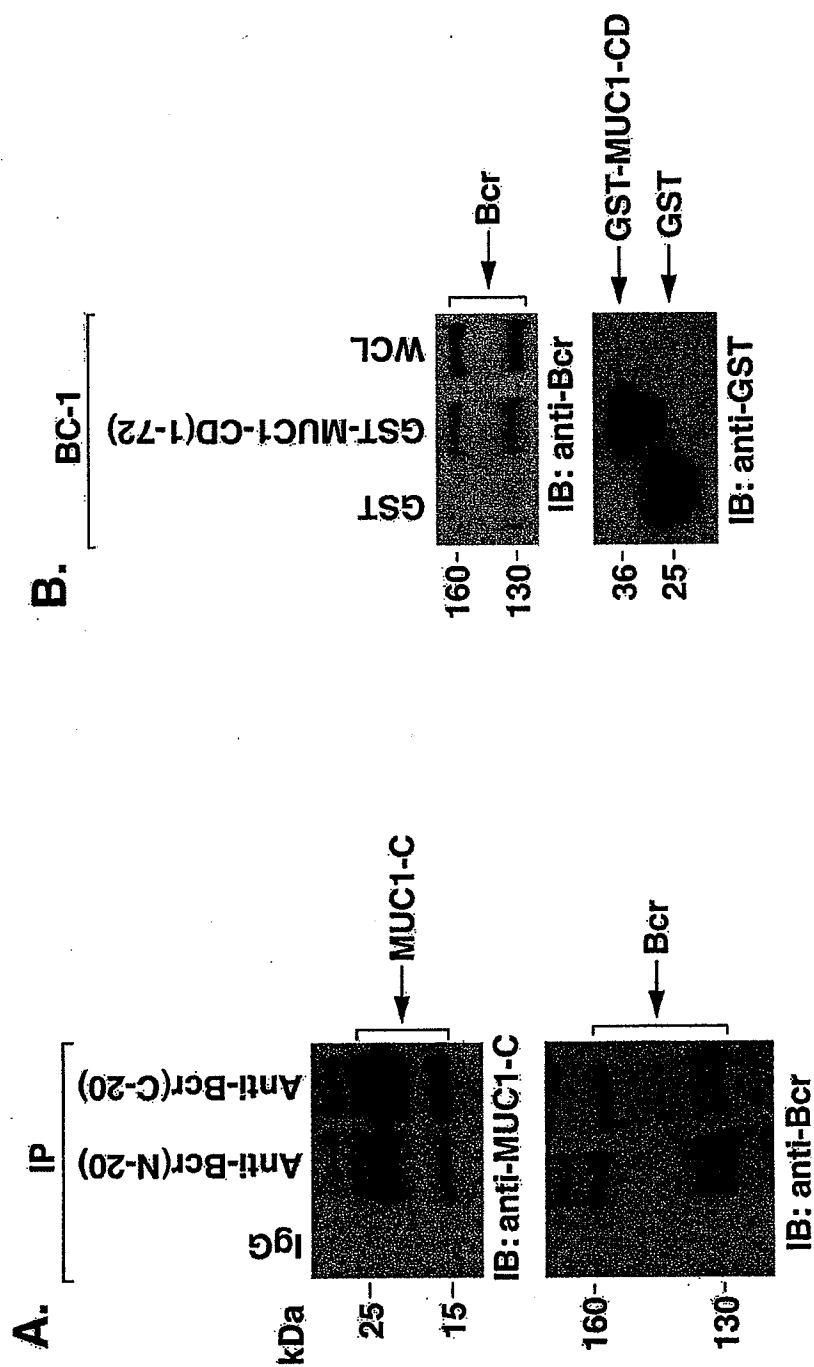 A.
IP
kDa
IgG
Anti-Bcr(N-20)
Anti-Bcr(C-20)
25-
15-
MUC1-C
IB: anti-MUC1-C
160-
130-
Bcr
IB: anti-Bcr
B.
BC-1
GST
GST-MUC1-CD(1-72)
WCL
160-
130-
Bcr
IB: anti-Bcr
36-
25-
GST-MUC1-CD
GST
IB: anti-GST